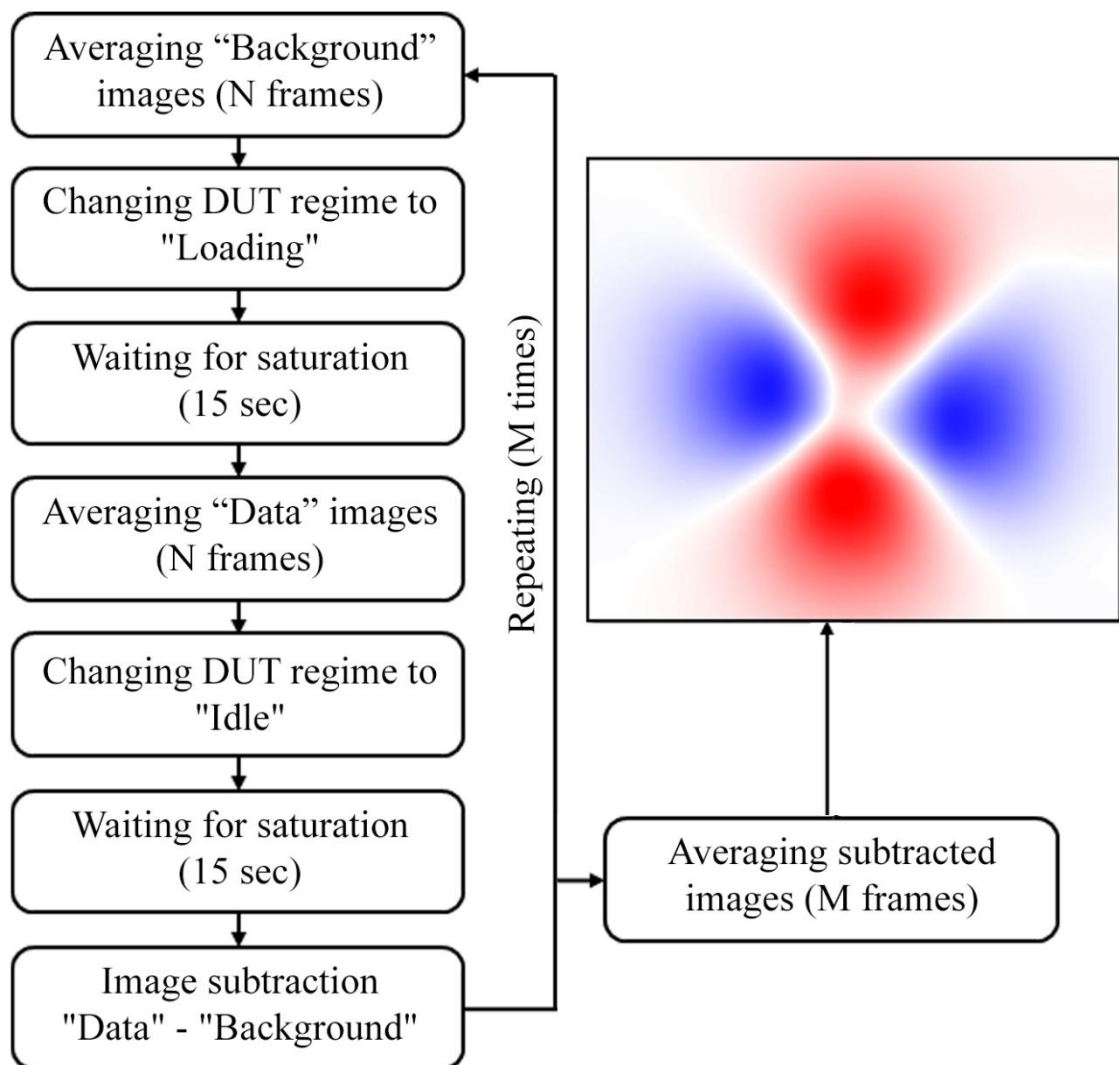 Averaging “Background”
images (N frames)
Changing DUT regime to
"Loading"
Waiting for saturation
(15 sec)
Averaging “Data” images
(N frames)
Changing DUT regime to
"Idle"
Waiting for saturation
(15 sec)
Image subtraction
"Data" - "Background"
Repeating (M times)
Averaging subtracted
images (M frames)